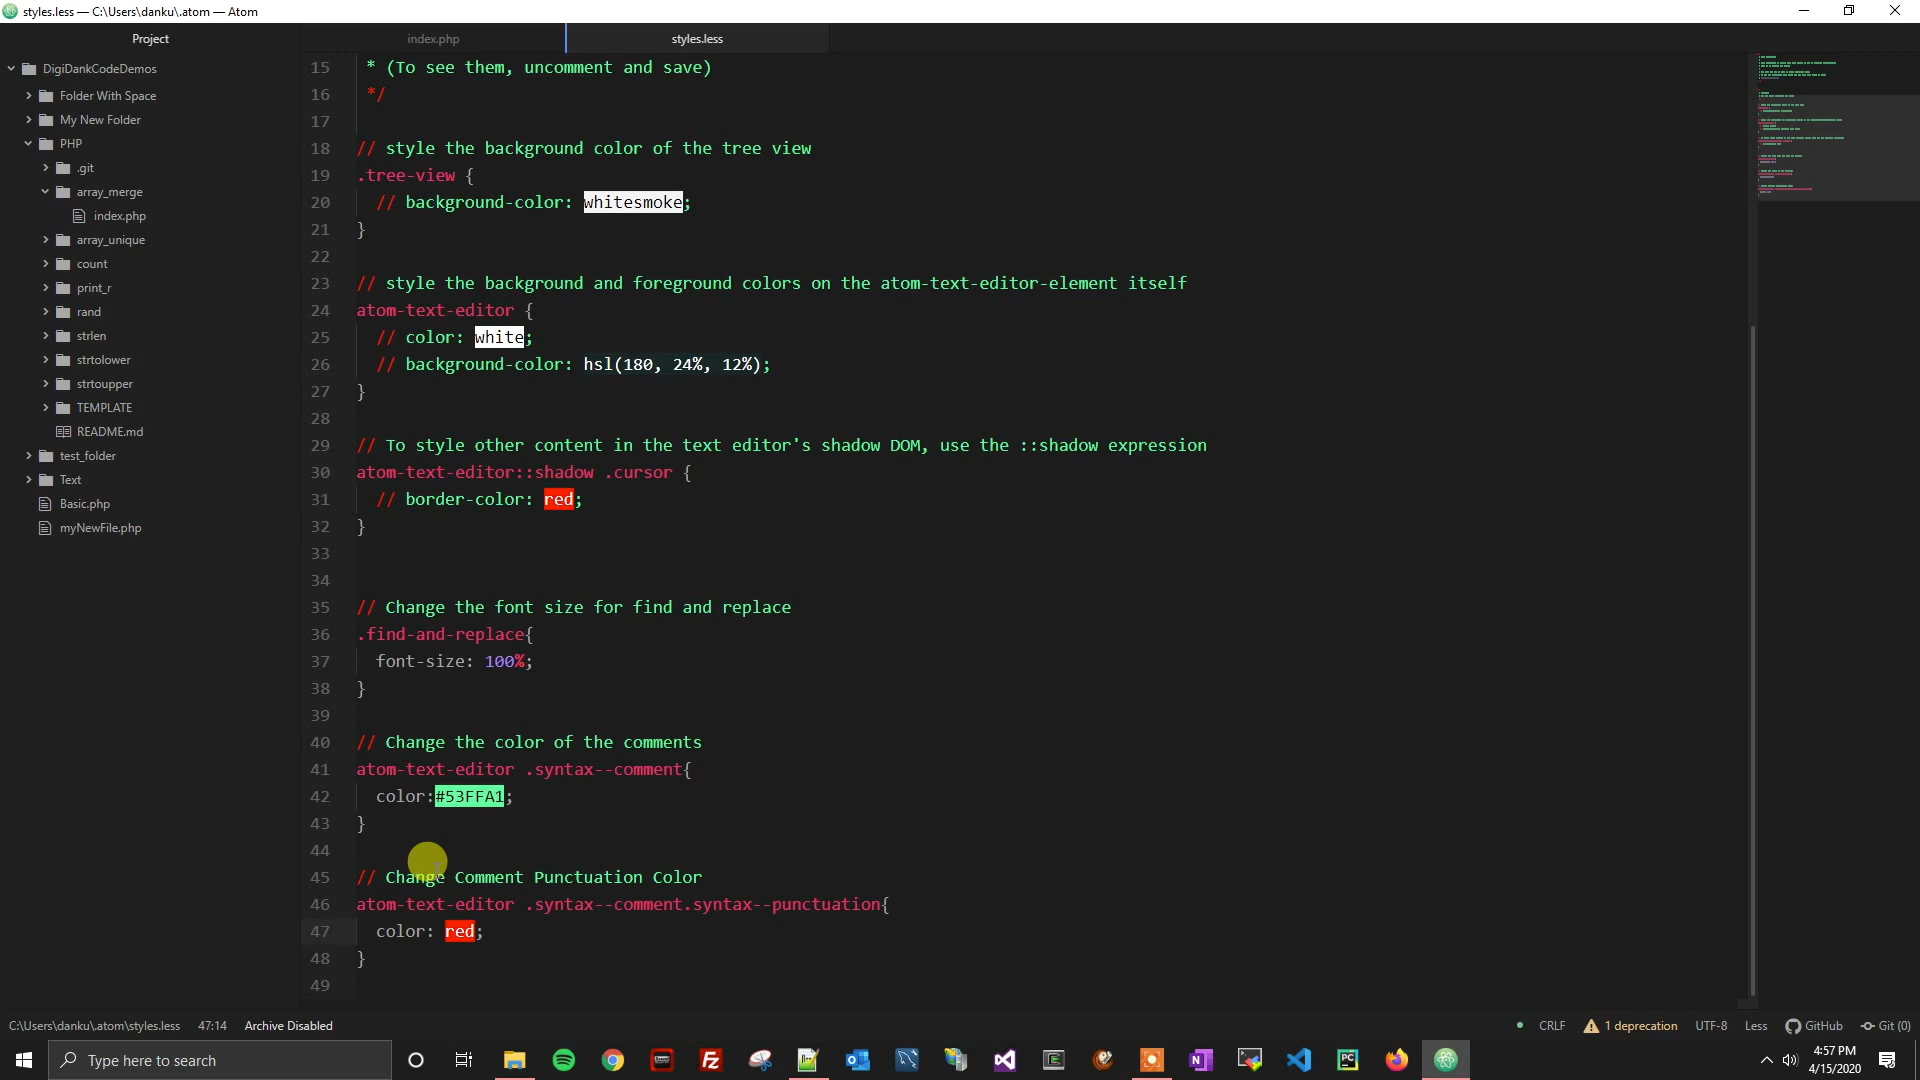 styles.less — C:\Users\danku\.atom — Atom
Project
index.php
styles.less
DigiDankCodeDemos
Folder With Space
My New Folder
PHP
.git
array_merge
index.php
array_unique
count
print_r
rand
strlen
strtolower
strtoupper
TEMPLATE
README.md
test_folder
Text
Basic.php
myNewFile.php
15 * (To see them, uncomment and save)
16 */
17
18 // style the background color of the tree view
19 .tree-view {
20 // background-color: whitesmoke;
21 }
22
23 // style the background and foreground colors on the atom-text-editor-element itself
24 atom-text-editor {
25 // color: white;
26 // background-color: hsl(180, 24%, 12%);
27 }
28
29 // To style other content in the text editor's shadow DOM, use the ::shadow expression
30 atom-text-editor::shadow .cursor {
31 // border-color: red;
32 }
33
34
35 // Change the font size for find and replace
36 .find-and-replace{
37 font-size: 100%;
38 }
39
40 // Change the color of the comments
41 atom-text-editor .syntax--comment{
42 color:#53FFA1;
43 }
44
45 // Change Comment Punctuation Color
46 atom-text-editor .syntax--comment.syntax--punctuation{
47 color: red;
48 }
49
C:\Users\danku\.atom\styles.less 47:14 Archive Disabled
CRLF 1 deprecation UTF-8 Less GitHub Git (0)
Type here to search
4:57 PM
4/15/2020